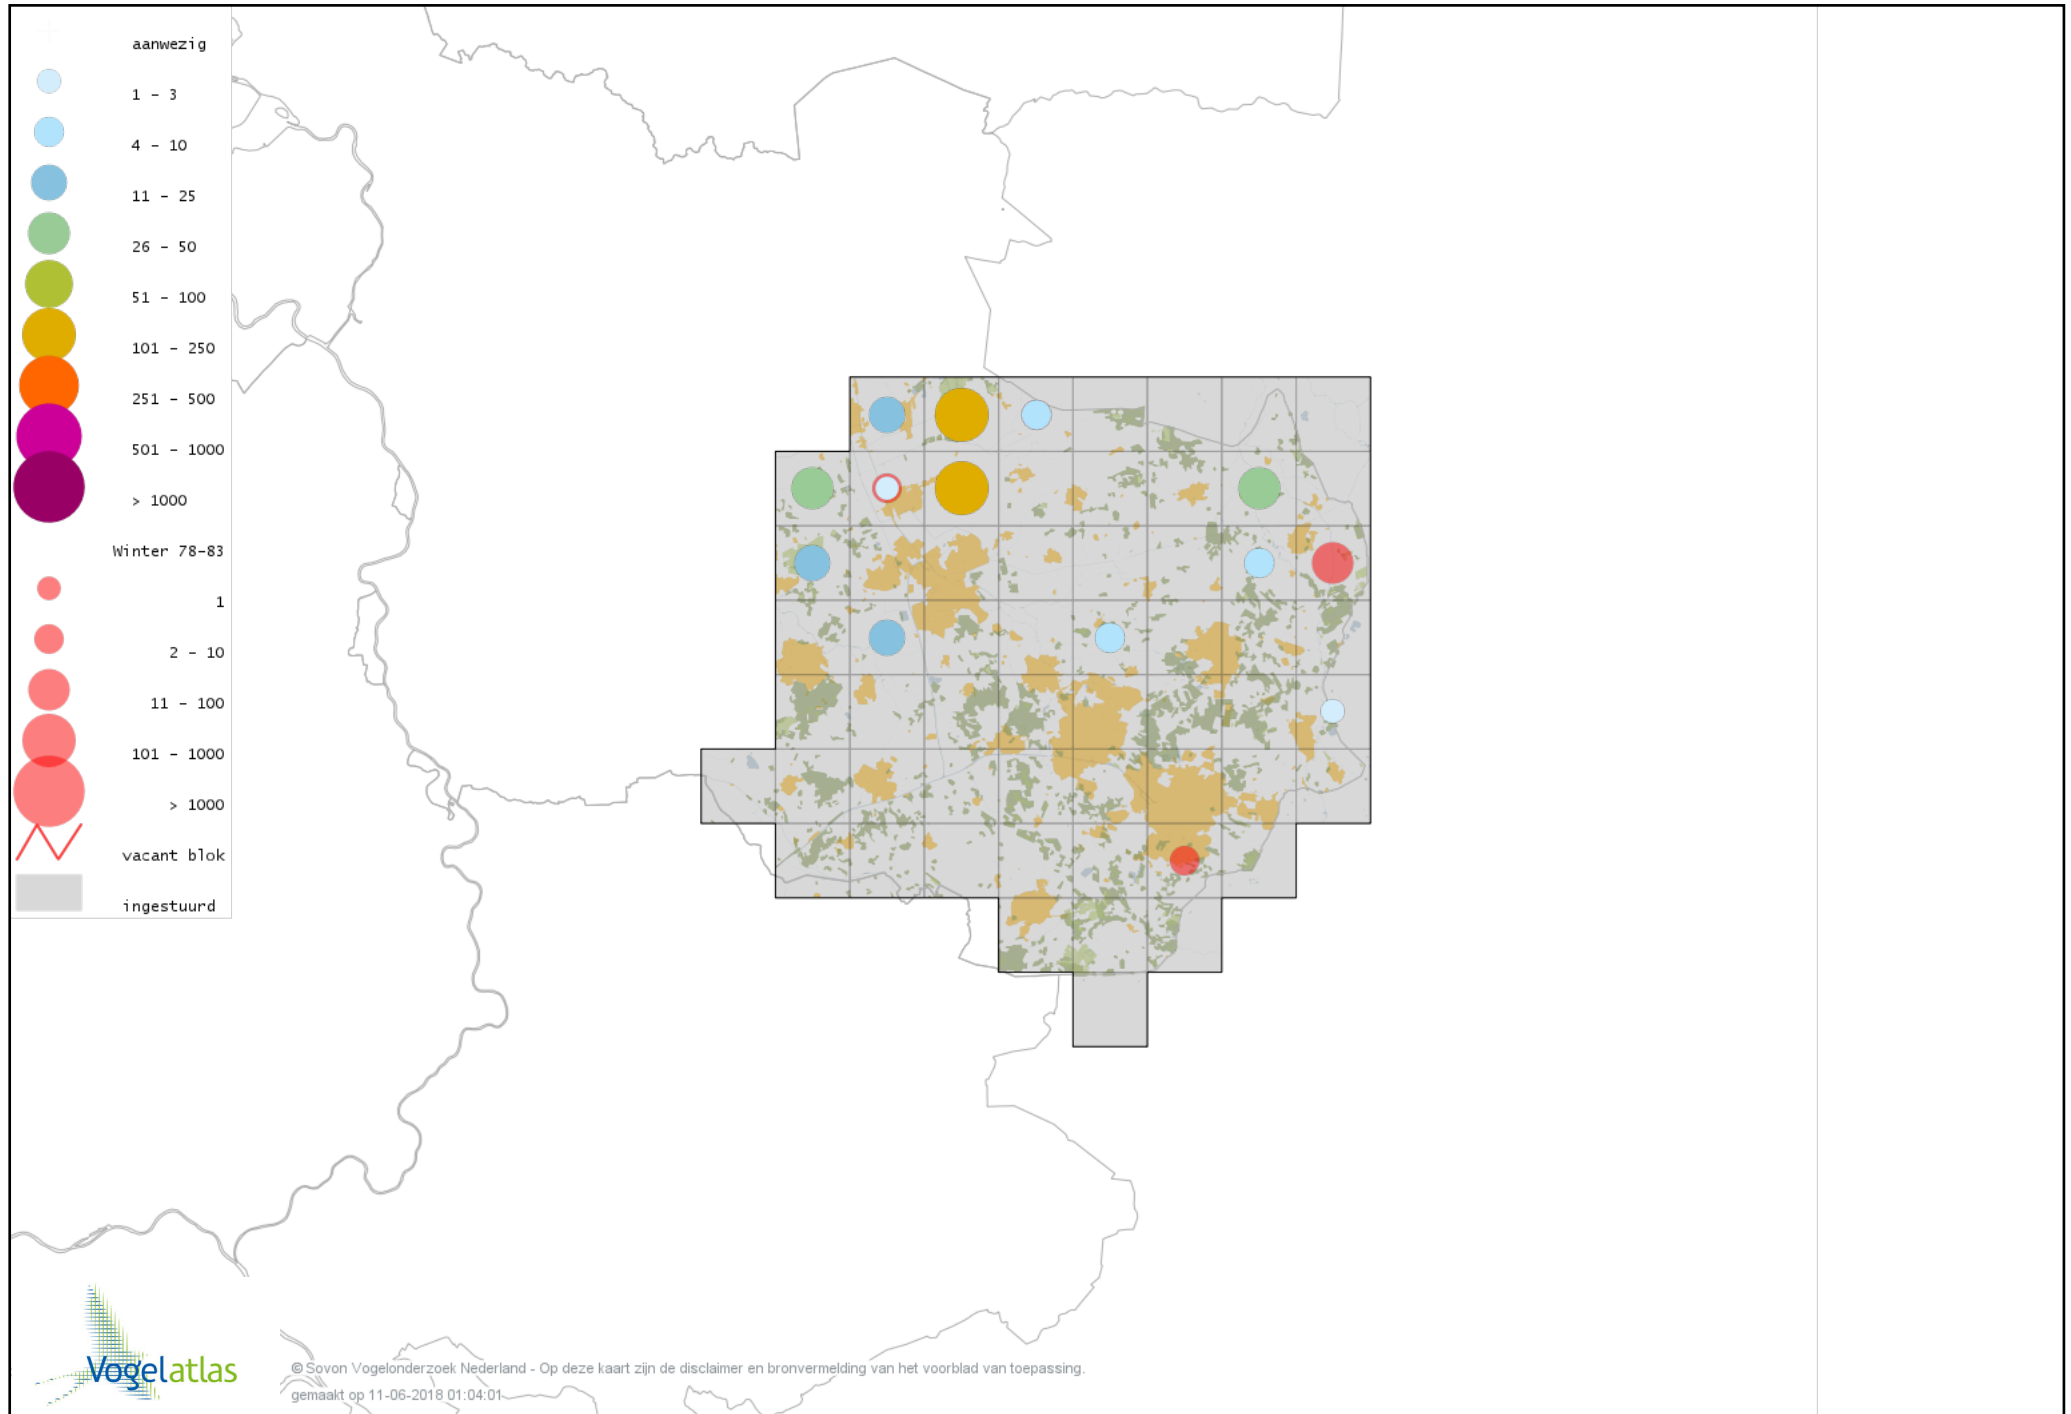 aanwezig
1 - 3
4 - 10
11 - 25
26 - 50
51 - 100
101 - 250
251 - 500
501 - 1000
> 1000
Winter 78-83
1
2 - 10
11 - 100
101 - 1000
> 1000
vacant blok
ingestuurd
Vogelatlas
© Sovon Vogelonderzoek Nederland - Op deze kaart zijn de disclaimer en bronvermelding van het voorblad van toepassing.
gemaakt op 11-06-2018 01:04:01